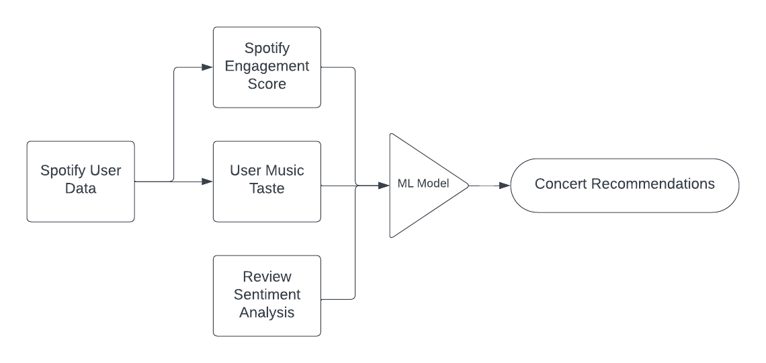 Spotify
Engagement
Score
Spotify User
Data
User Music
Taste
ML Model
Concert Recommendations
Review
Sentiment
Analysis